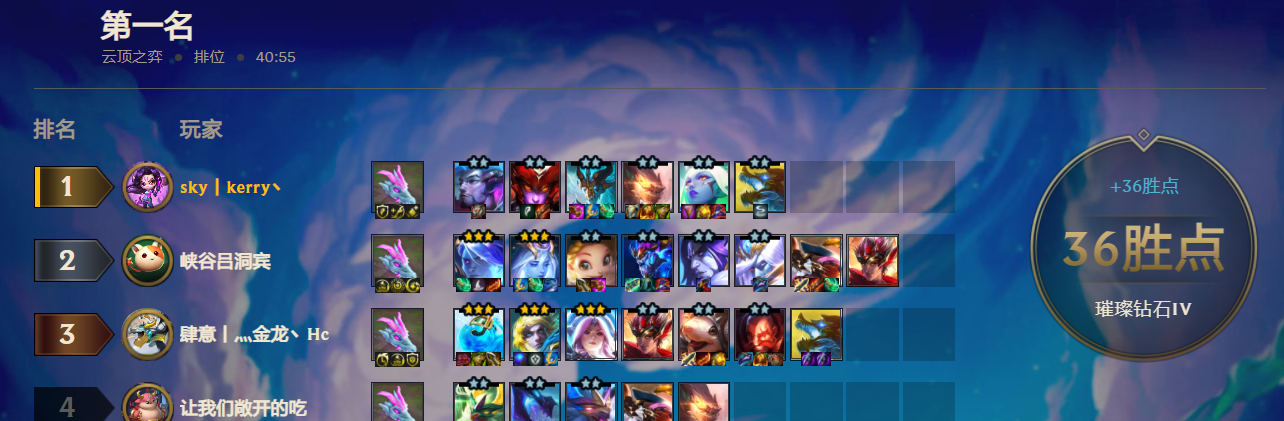 第一名
云顶之弈 • 排位 • 40:55
排名 玩家
1 sky丨kerry丶
2 峡谷吕洞宾
3 肆意丨灬金龙丶Hc
4 让我们敞开的吃
+36胜点
36胜点
璀璨钻石IV